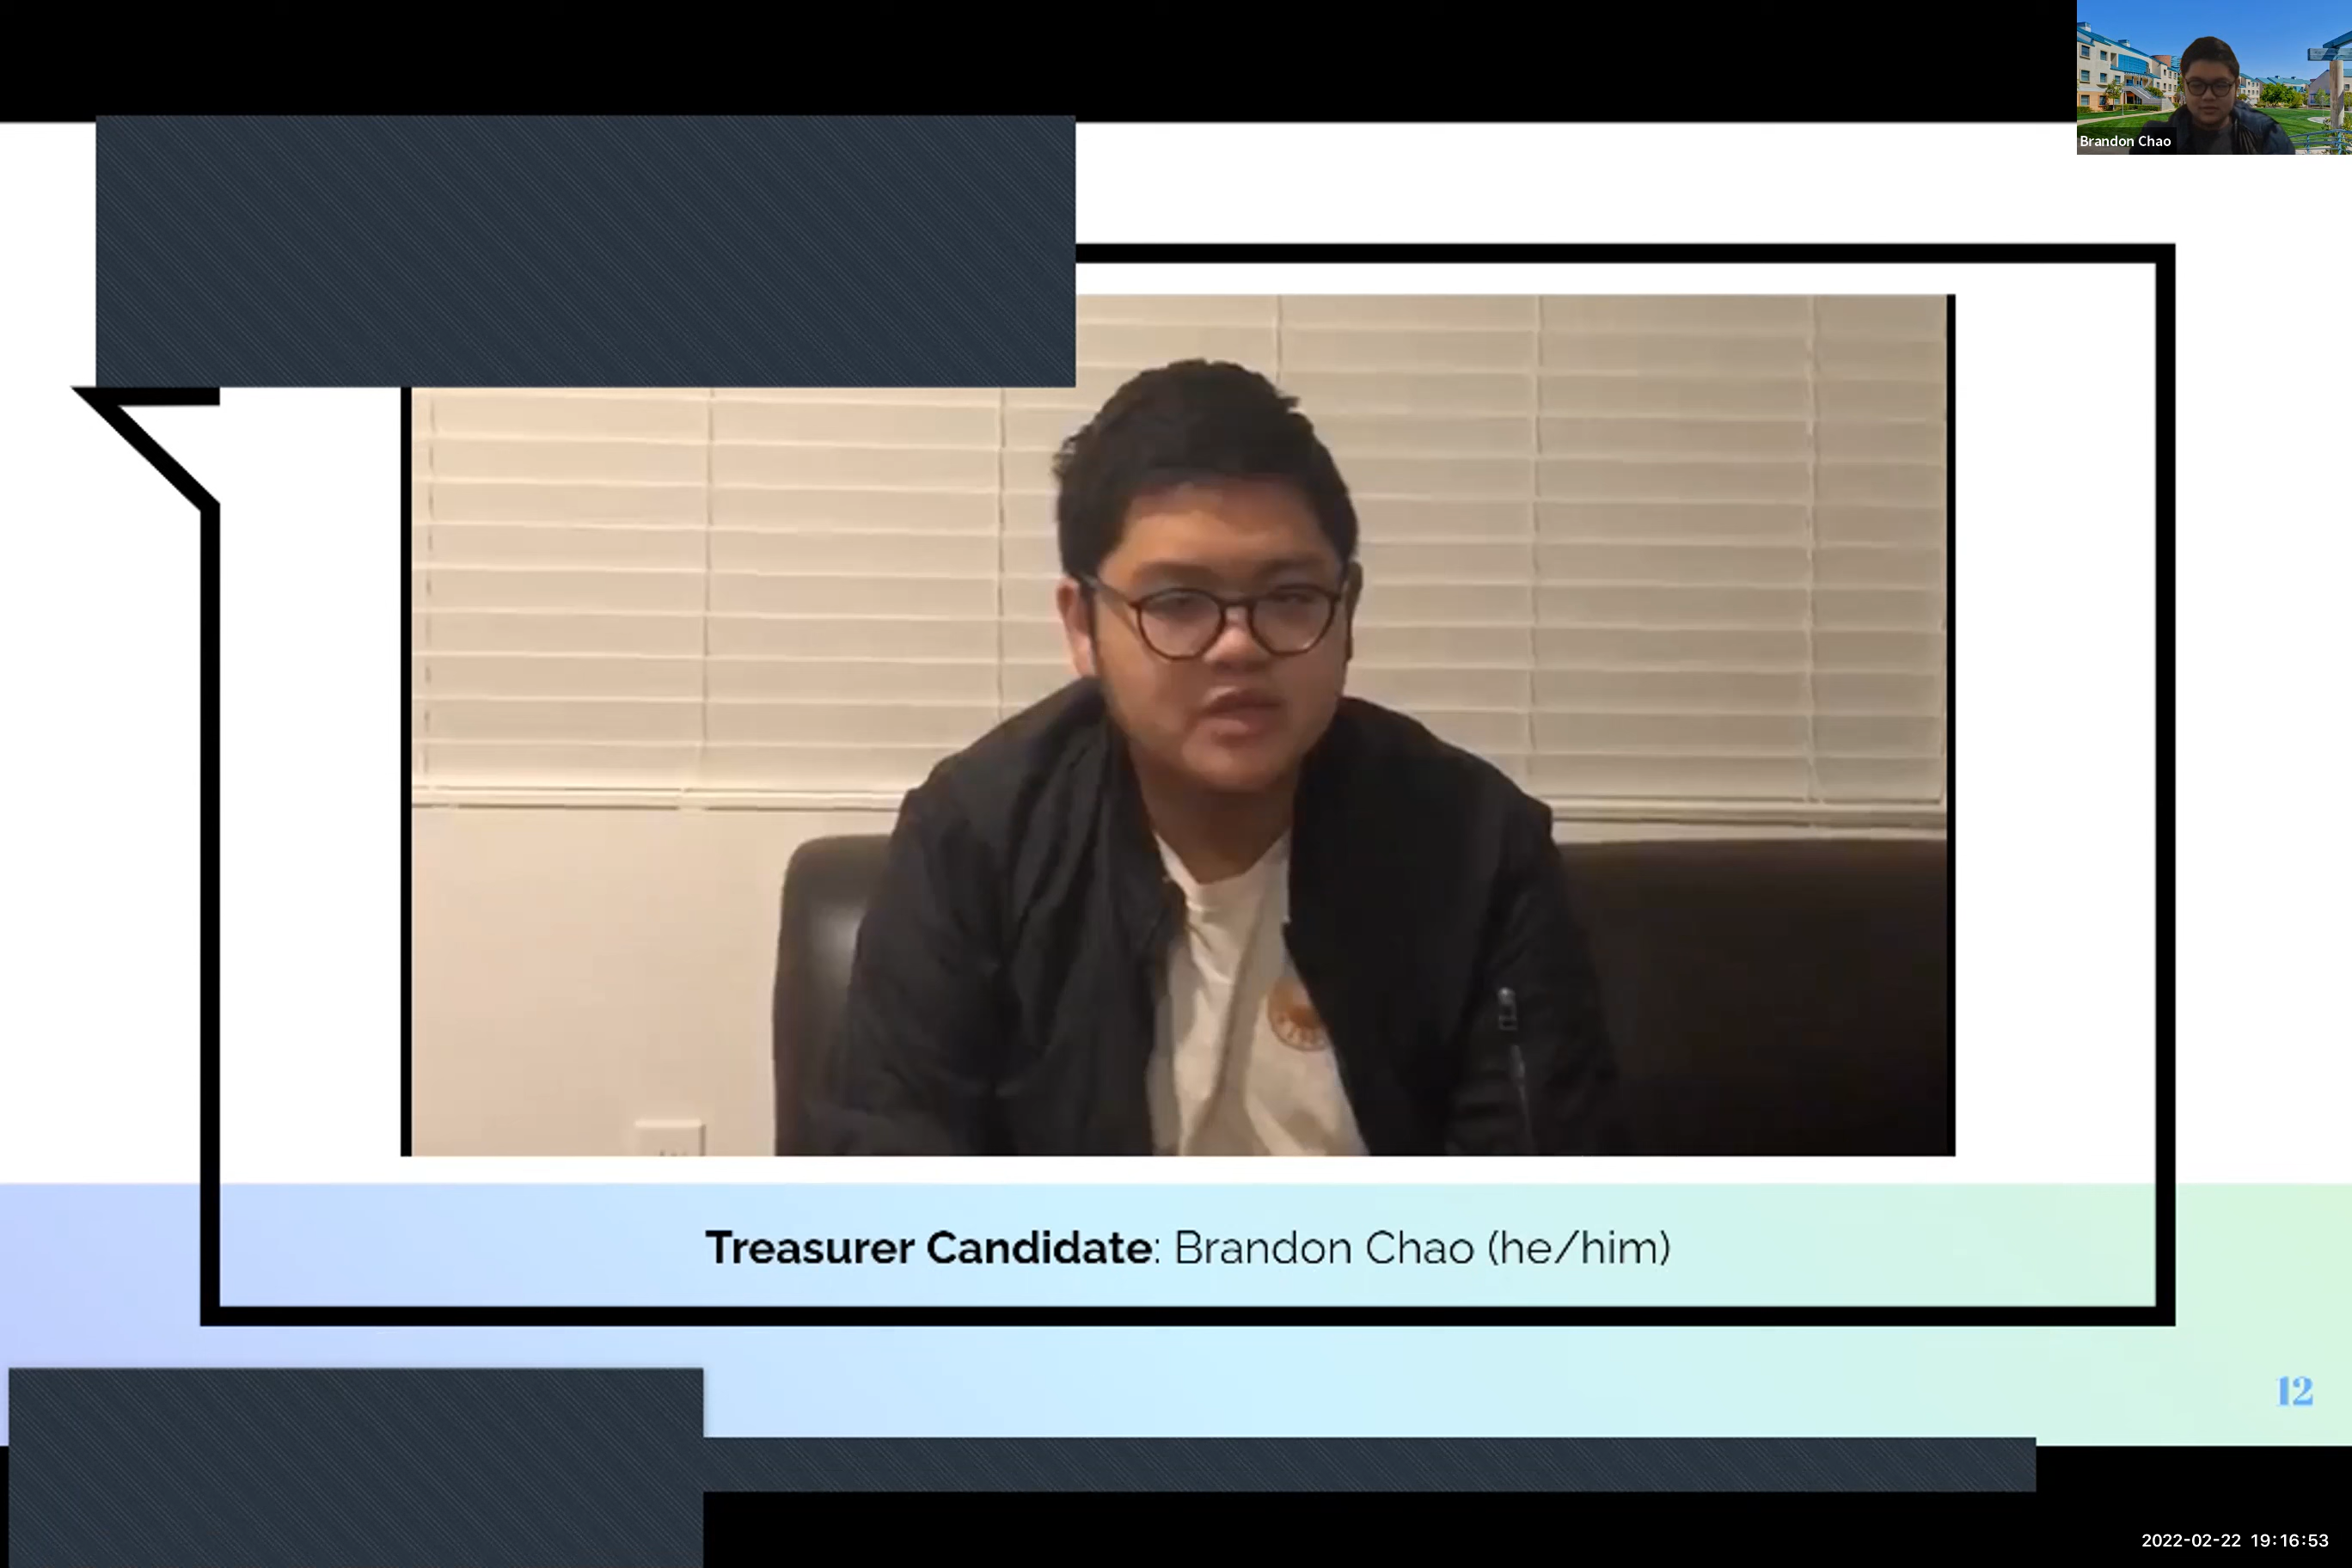 Brandon Chao
Treasurer Candidate: Brandon Chao (he/him)
12
2022-02-22 19:16:53